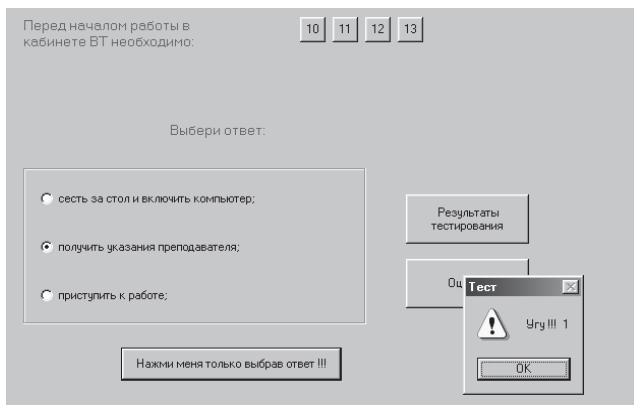 Перед началом работы в
кабинете ВТ необходимо:
10 11 12 13
Выбери ответ:
сесть за стол и включить компьютер;
получить указания преподавателя;
приступить к работе;
Результаты
тестирования
Оц
Тест
Угу!!! 1
OK
Нажми меня только выбрав ответ !!!